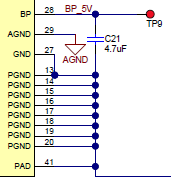 BP 28 BP_5V
TP9
AGND 29
C21
4.7uF
GND 27
AGND
PGND 13
PGND 14
PGND 15
PGND 16
PGND 17
PGND 18
PGND 19
PGND 20
PAD 41